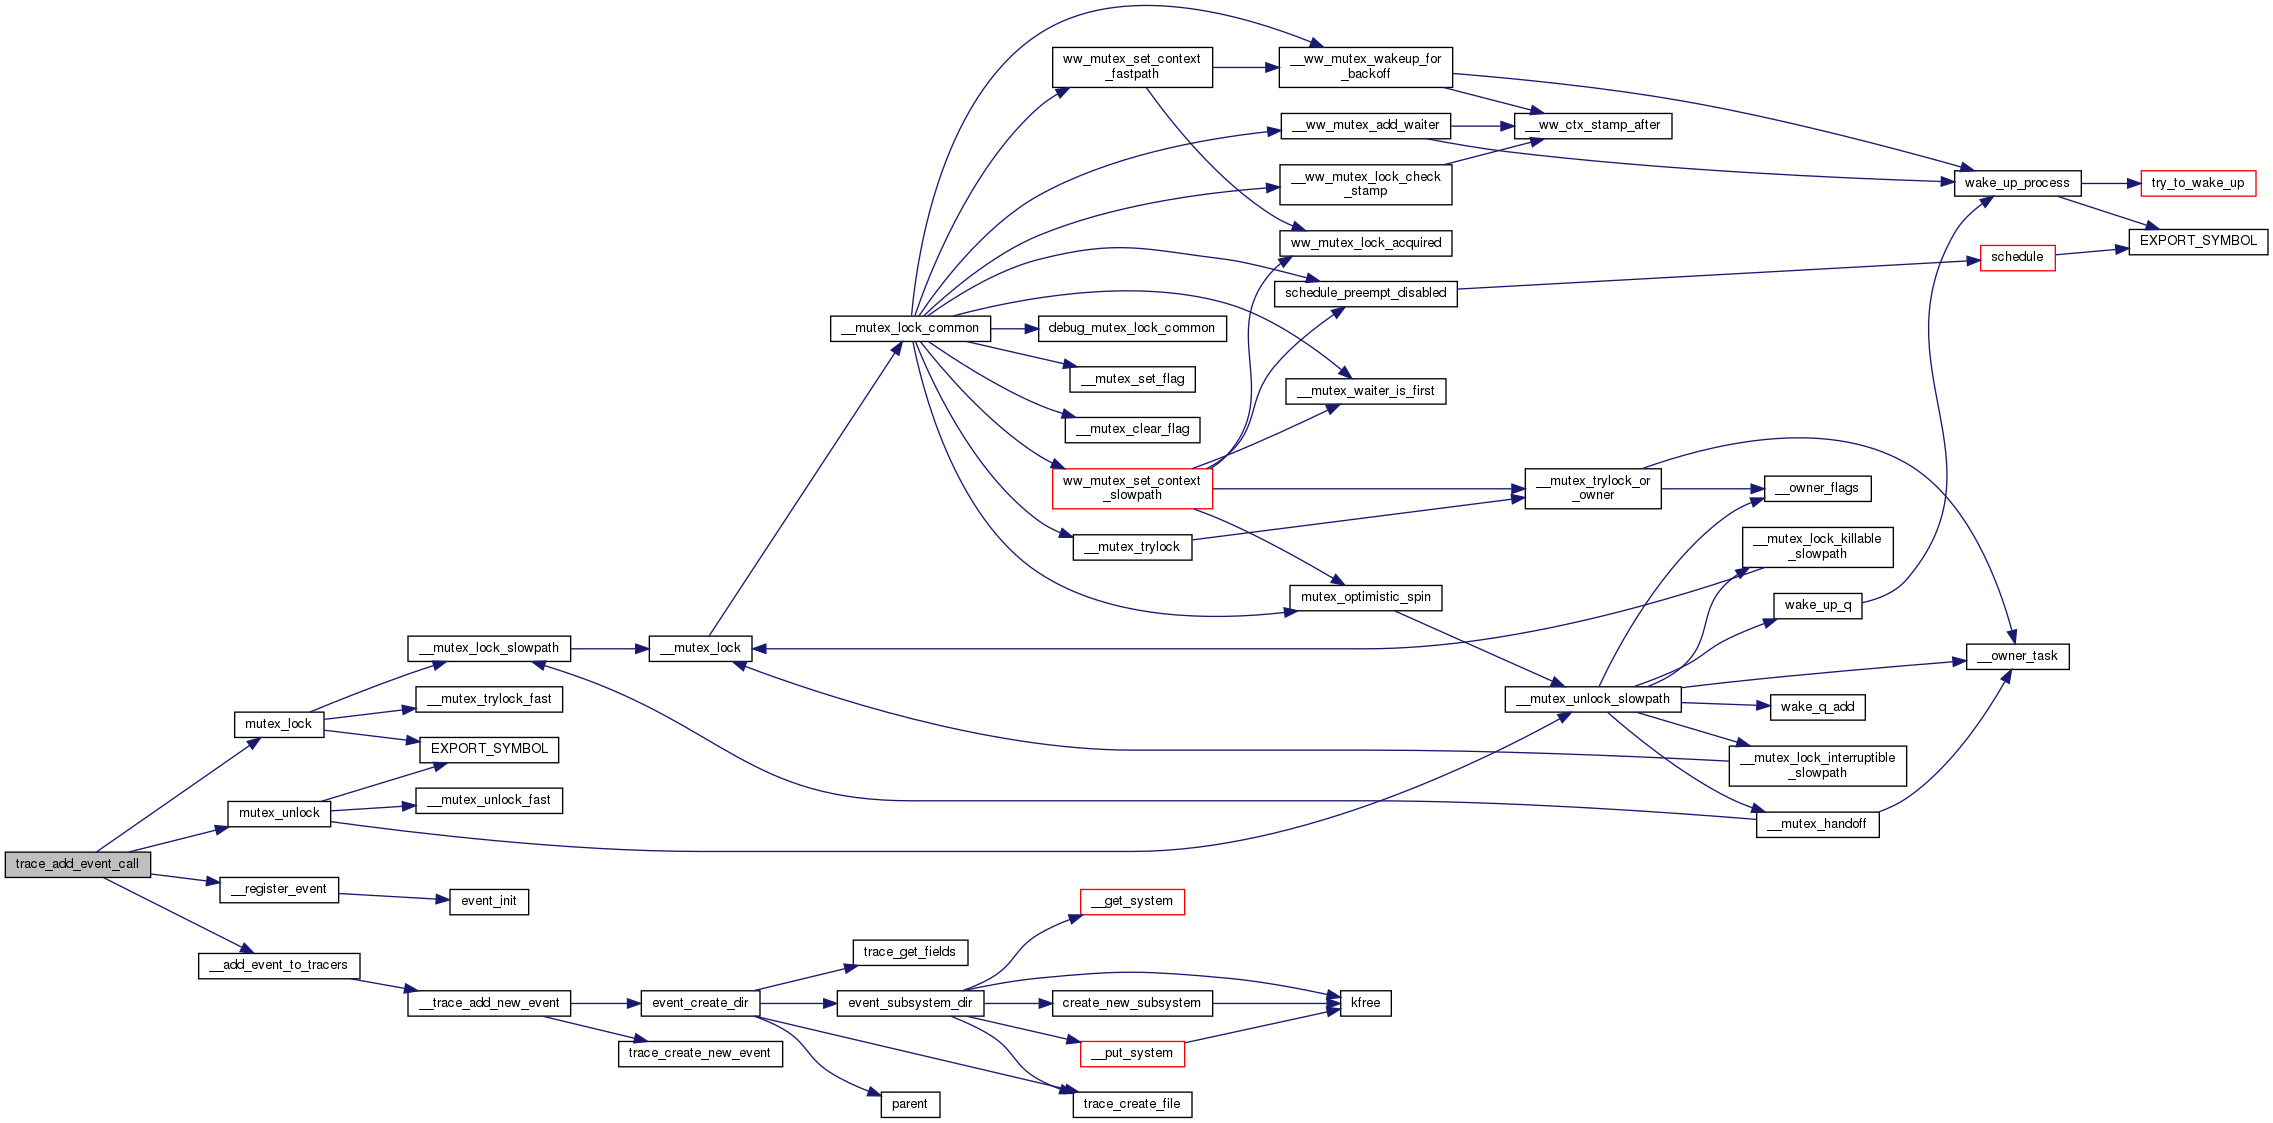 ww_mutex_set_context
_fastpath
__ww_mutex_wakeup_for
_backoff
__ww_mutex_add_waiter
__ww_ctx_stamp_after
__ww_mutex_lock_check
_stamp
wake_up_process
try_to_wake_up
ww_mutex_lock_acquired
EXPORT_SYMBOL
schedule
schedule_preempt_disabled
__mutex_lock_common
debug_mutex_lock_common
__mutex_set_flag
__mutex_waiter_is_first
__mutex_clear_flag
ww_mutex_set_context
_slowpath
__mutex_trylock_or
_owner
__owner_flags
__mutex_trylock
__mutex_lock_killable
_slowpath
mutex_optimistic_spin
wake_up_q
__mutex_lock_slowpath
__mutex_lock
__owner_task
__mutex_trylock_fast
__mutex_unlock_slowpath
wake_q_add
mutex_lock
EXPORT_SYMBOL
__mutex_lock_interruptible
_slowpath
__mutex_unlock_fast
mutex_unlock
__mutex_handoff
trace_add_event_call
__register_event
event_init
__get_system
trace_get_fields
__add_event_to_tracers
__trace_add_new_event
event_create_dir
event_subsystem_dir
create_new_subsystem
kfree
trace_create_new_event
__put_system
parent
trace_create_file